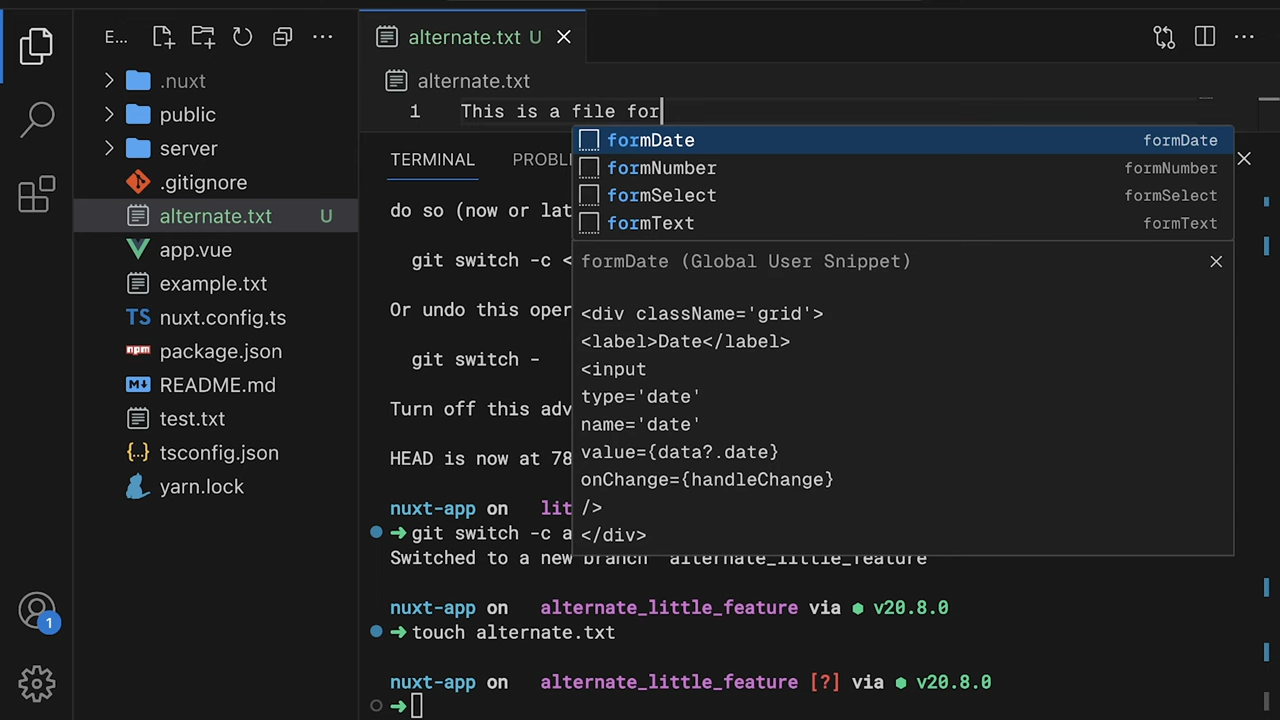 E...
alternate.txt U
.nuxt
public
server
.gitignore
alternate.txt U
app.vue
example.txt
TS nuxt.config.ts
npm package.json
M README.md
test.txt
{..} tsconfig.json
yarn.lock
1
alternate.txt
1 This is a file for
formDate formDate
formNumber formNumber
formSelect formSelect
formText formText
formDate (Global User Snippet)
<div className='grid'>
<label>Date</label>
<input
type='date'
name='date'
value={data?.date}
onChange={handleChange}
/>
</div>
TERMINAL PROBL
do so (now or lat
git switch -c <
Or undo this oper
git switch -
Turn off this adv
HEAD is now at 78
nuxt-app on lit
git switch -c a
Switched to a new branch alternate_little_feature
nuxt-app on alternate_little_feature via v20.8.0
touch alternate.txt
nuxt-app on alternate_little_feature [?] via v20.8.0